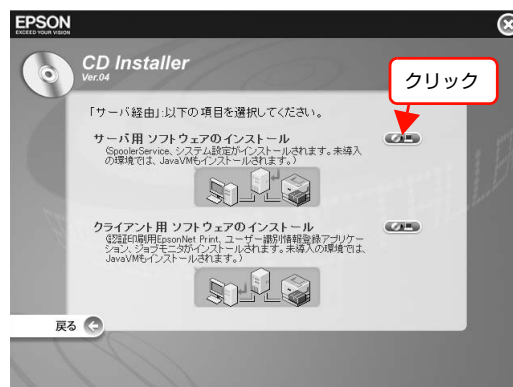 EPSON
EXCEED YOUR VISION
CD Installer
Ver.04
クリック
「サーバ経由」:以下の項目を選択してください。
サーバ用 ソフトウェアのインストール
(SpoolerService、システム設定がインストールされます。未導入
の環境では、JavaVMもインストールされます。)
クライアント用 ソフトウェアのインストール
(認証印刷用EpsonNet Print、ユーザー識別情報登録アプリケー
ション、ジョブモニタがインストールされます。未導入の環境では、
JavaVMもインストールされます。)
戻る